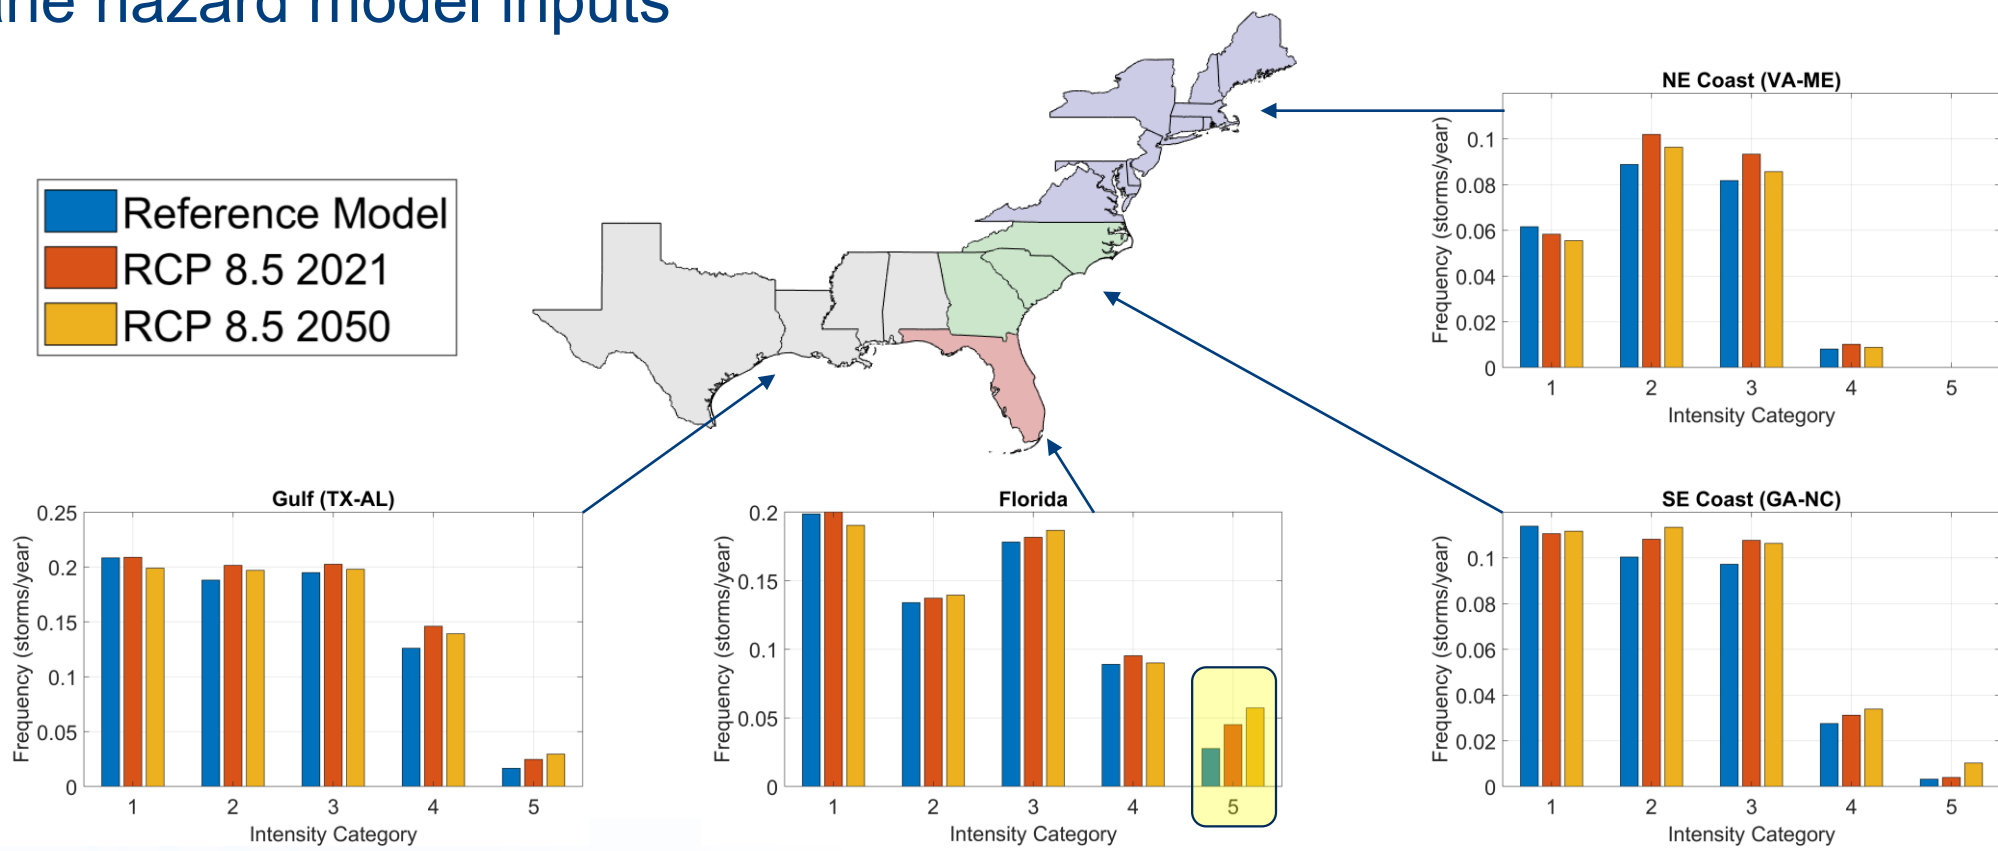 hazard model inputs
Reference Model
RCP 8.5 2021
RCP 8.5 2050
NE Coast (VA-ME)
Frequency (storms/year)
0.1
0.08
0.06
0.04
0.02
0
1 2 3 4 5
Intensity Category
Gulf (TX-AL)
Frequency (storms/year)
0.25
0.2
0.15
0.1
0.05
0
1 2 3 4 5
Intensity Category
Florida
Frequency (storms/year)
0.2
0.15
0.1
0.05
0
1 2 3 4 5
Intensity Category
SE Coast (GA-NC)
Frequency (storms/year)
0.1
0.08
0.06
0.04
0.02
0
1 2 3 4 5
Intensity Category